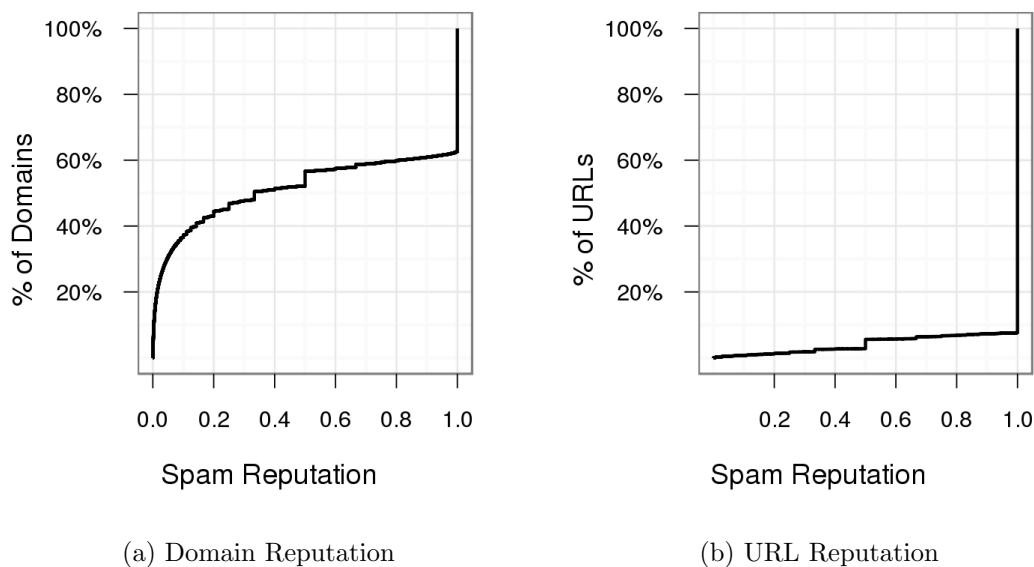 100%
80%
60%
40%
20%
% of Domains
0.0 0.2 0.4 0.6 0.8 1.0
Spam Reputation
(a) Domain Reputation
100%
80%
60%
40%
20%
% of URLs
0.2 0.4 0.6 0.8 1.0
Spam Reputation
(b) URL Reputation